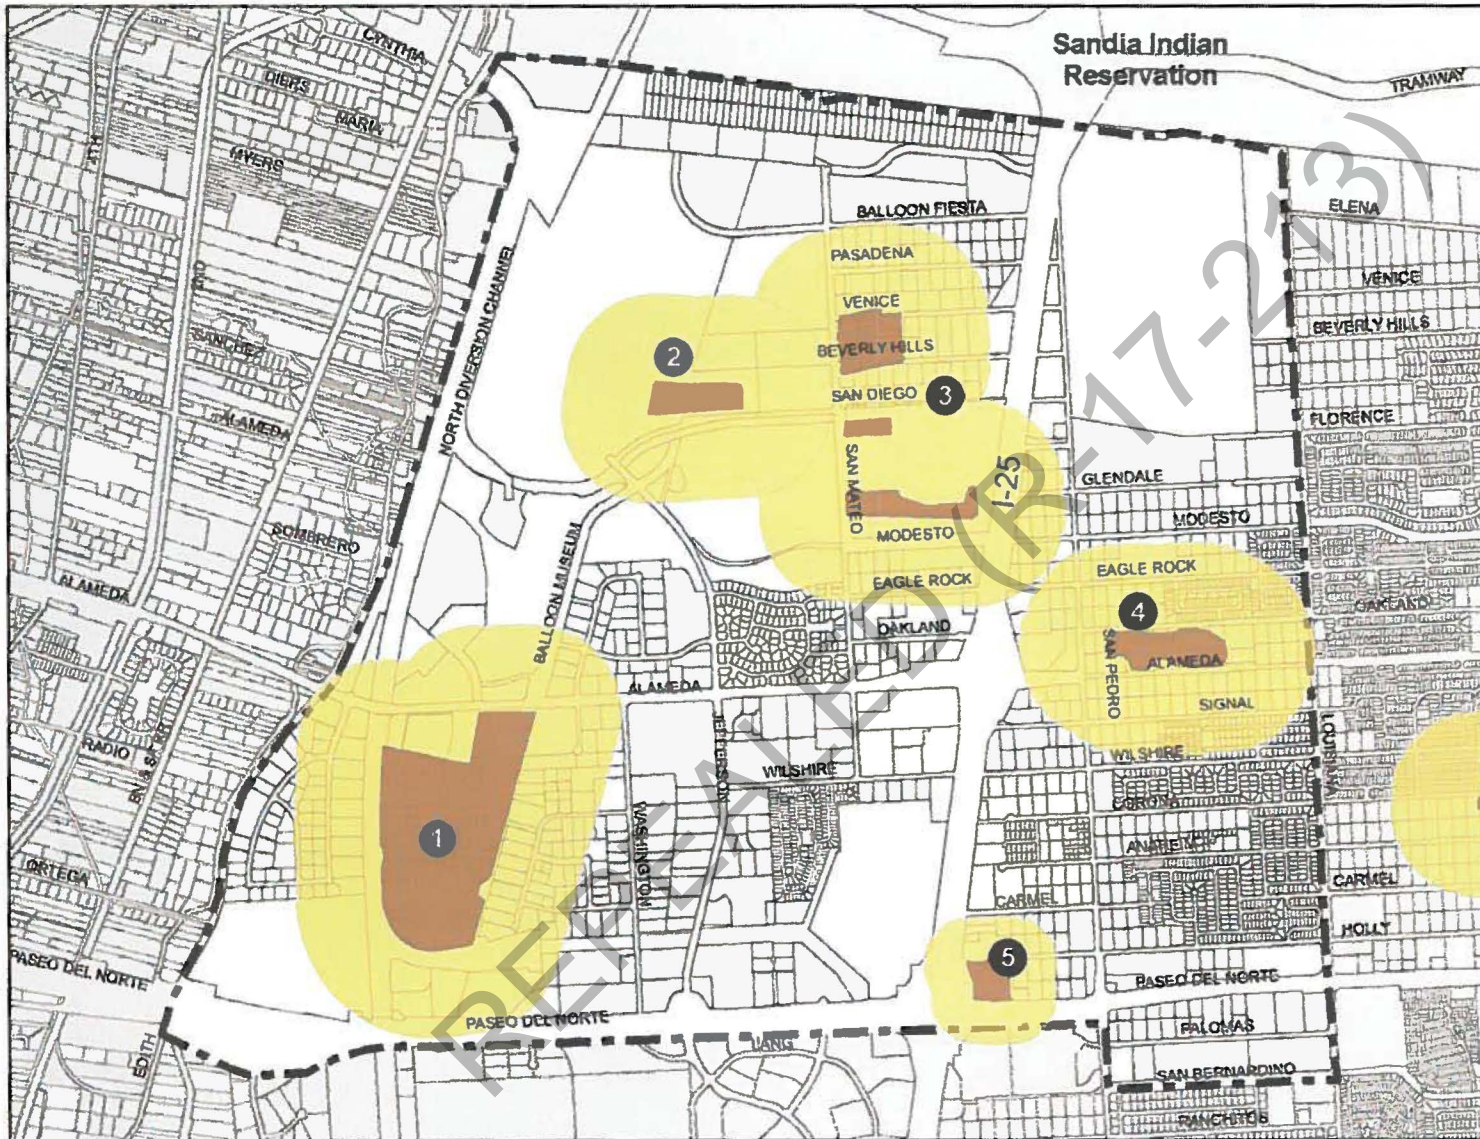 Sandia Indian
Reservation
TRAMWAY
CYNTHIA
DIERS
MARIA
4TH
MYERS
ELENA
BALLOON FIESTA
PASADENA
NORTH DIVERSION CHANNEL
2ND
VENICE
VENICE
BEVERLY HILLS
SANCHEZ
BEVERLY HILLS
2
SAN DIEGO
3
ALAMEDA
FLORENCE
SAN MATEO
I-25
GLENDALE
MODESTO
SOMBRERO
MODESTO
BALLOON MUSEUM
EAGLE ROCK
EAGLE ROCK
ALAMEDA
4
OAKLAND
OAKLAND
SAN PEDRO
ALAMEDA
ALAMEDA
SIGNAL
JEFFERSON
RADIO
WILSHIRE
LOUISIANA
WILSHIRE
CORONA
WASHINGTON
1
ANAHEIM
ORTEGA
CARMEL
CARMEL
HOLLY
5
PASEO DEL NORTE
PASEO DEL NORTE
PASEO DEL NORTE
EDITH
PALOMAS
JANG
SAN BERNARDINO
RANCHITOS
REPEALED (R-17-213)